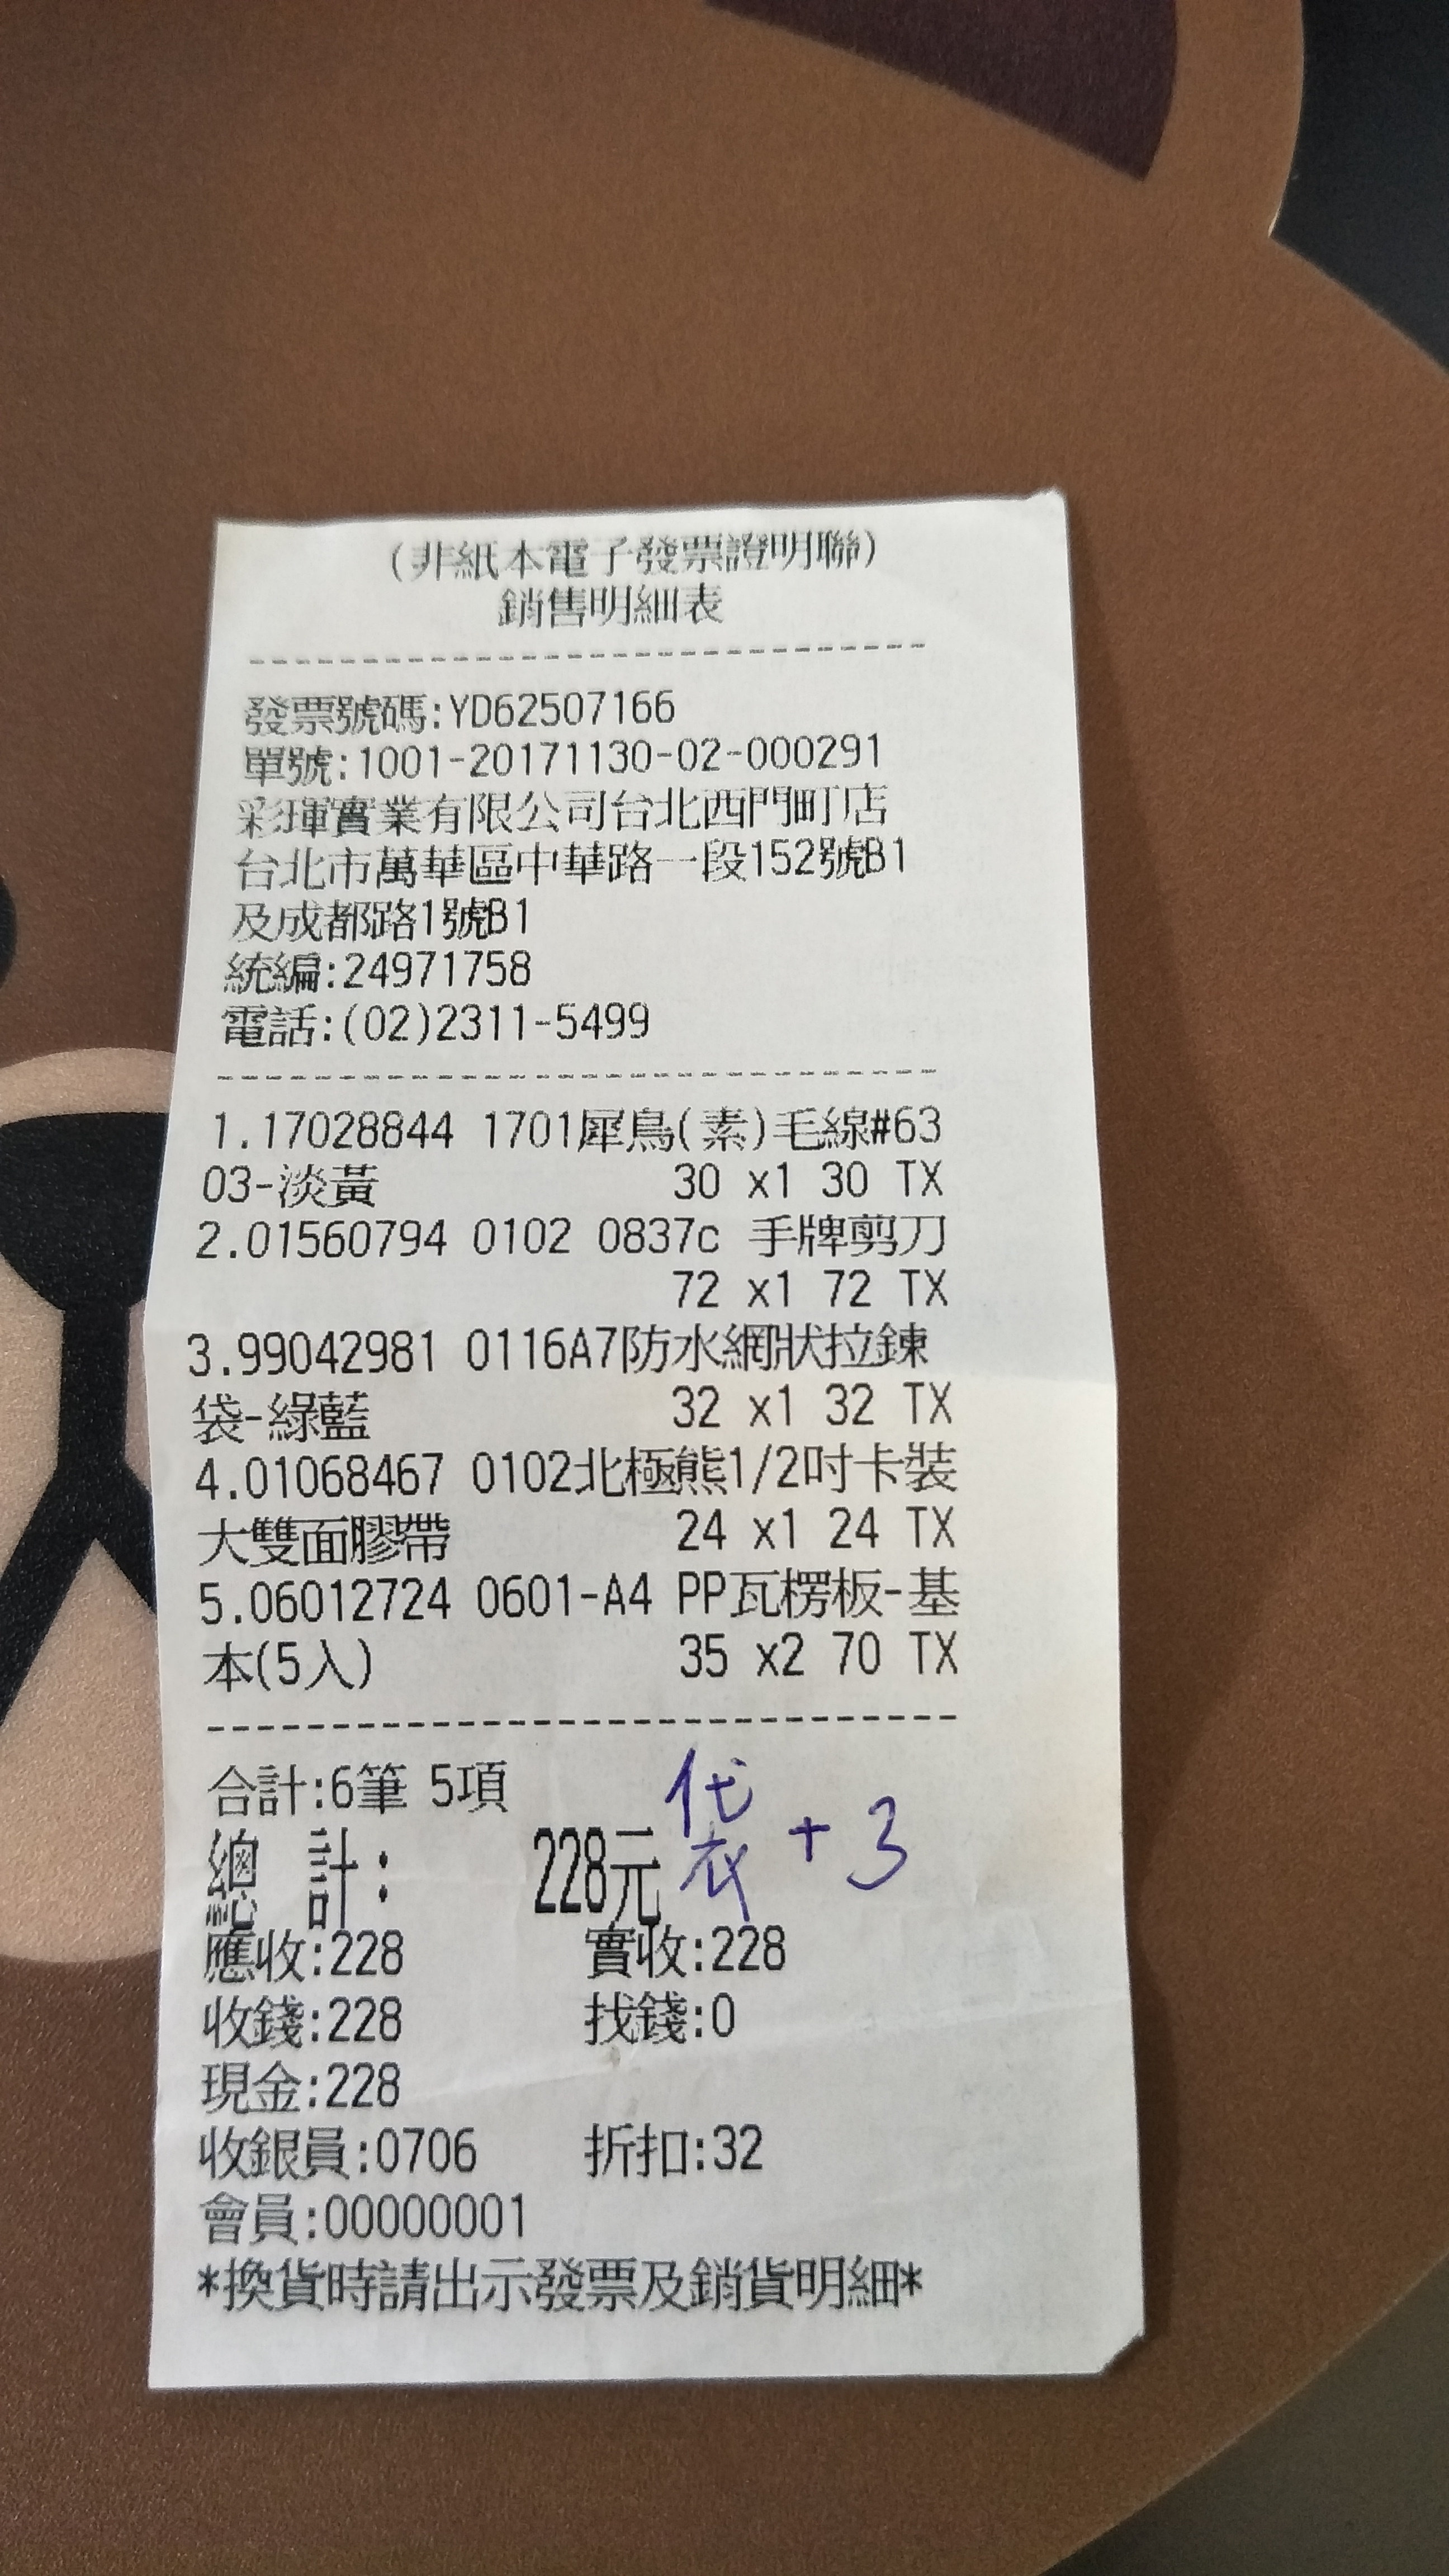 (非紙本電子發票證明聯)
銷售明細表
------------------------------
發票號碼:YD62507166
單號:1001-20171130-02-000291
彩琿實業有限公司台北西門町店
台北市萬華區中華路一段152號B1
及成都路1號B1
統編:24971758
電話:(02)2311-5499
------------------------------
1.17028844 1701犀鳥(素)毛線#63
03-淡黃 30 x1 30 TX
2.01560794 0102 0837c 手牌剪刀
72 x1 72 TX
3.99042981 0116A7防水網狀拉鍊
袋-綠藍 32 x1 32 TX
4.01068467 0102北極熊1/2吋卡裝
大雙面膠帶 24 x1 24 TX
5.06012724 0601-A4 PP瓦楞板-基
本(5入) 35 x2 70 TX
------------------------------
合計:6筆 5項
總 計: 228元 袋 + 3
應收:228 實收:228
收錢:228 找錢:0
現金:228
收銀員:0706 折扣:32
會員:00000001
*換貨時請出示發票及銷貨明細*